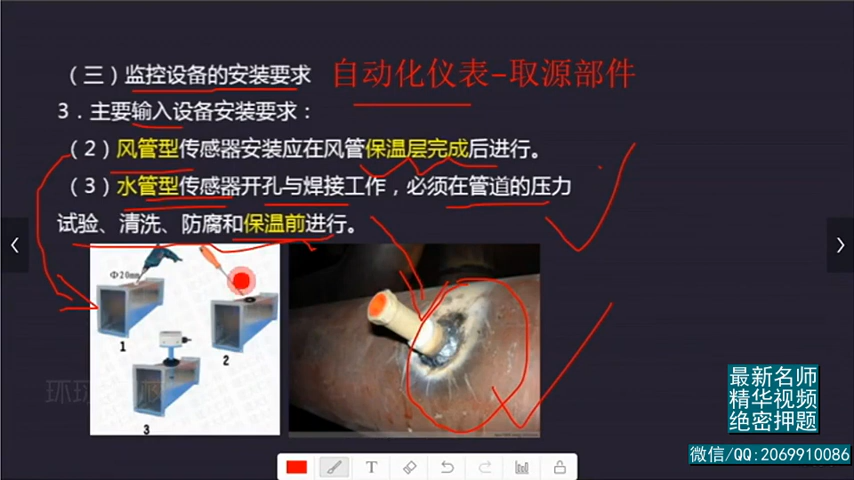 （三）监控设备的安装要求 自动化仪表-取源部件
3．主要输入设备安装要求：
（2）风管型传感器安装应在风管保温层完成后进行。
（3）水管型传感器开孔与焊接工作，必须在管道的压力
试验、清洗、防腐和保温前进行。
Φ20mm
1
2
3
最新名师
精华视频
绝密押题
微信/QQ:2069910086
T